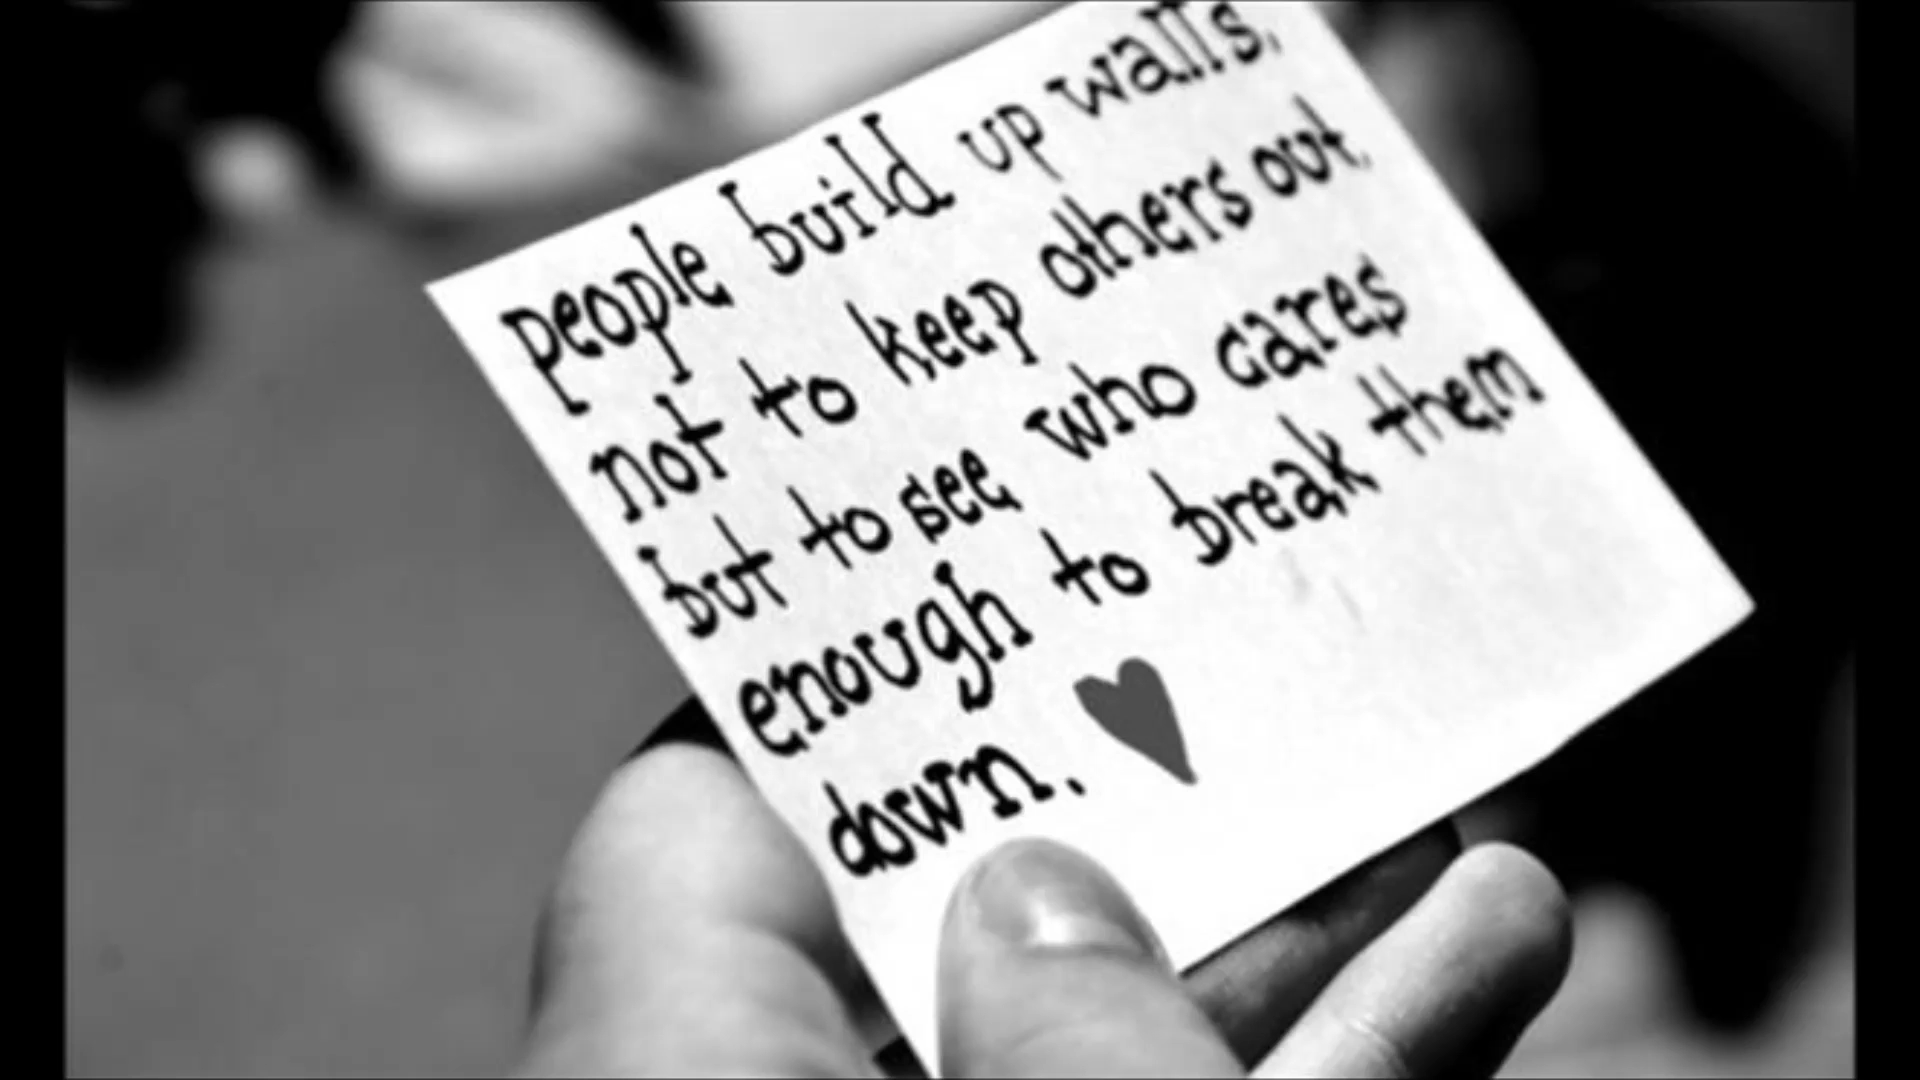 people build up walls,
not to keep others out,
but to see who cares
enough to break them
down.